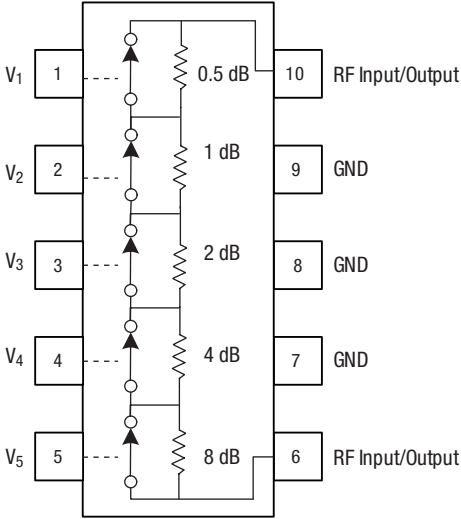 V1 1 0.5 dB 10 RF Input/Output
V2 2 1 dB 9 GND
V3 3 2 dB 8 GND
V4 4 4 dB 7 GND
V5 5 8 dB 6 RF Input/Output